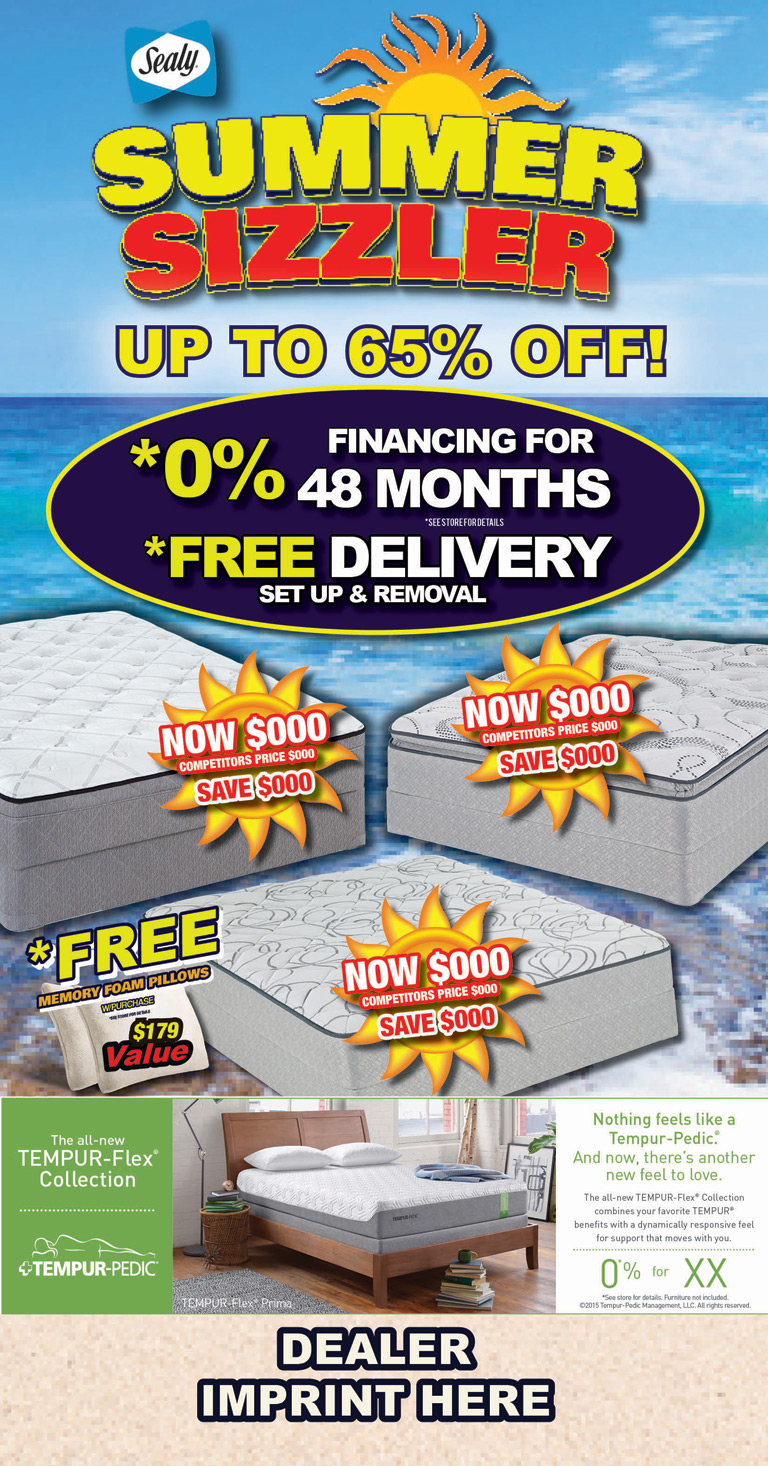 Sealy
SUMMER
SIZZLER
UP TO 65% OFF!
*0% FINANCING FOR
48 MONTHS
*SEE STORE FOR DETAILS
*FREE DELIVERY
SET UP & REMOVAL
NOW $000
COMPETITORS PRICE $000
SAVE $000
NOW $000
COMPETITORS PRICE $000
SAVE $000
*FREE
MEMORY FOAM PILLOWS
W/PURCHASE
*SEE STORE FOR DETAILS
$179
Value
NOW $000
COMPETITORS PRICE $000
SAVE $000
The all-new
TEMPUR-Flex®
Collection
TEMPUR-PEDIC®
TEMPUR-PEDIC
TEMPUR-Flex® Prima
Nothing feels like a
Tempur-Pedic.®
And now, there's another
new feel to love.
The all-new TEMPUR-Flex® Collection
combines your favorite TEMPUR®
benefits with a dynamically responsive feel
for support that moves with you.
0*% for XX
*See store for details. Furniture not included.
©2015 Tempur-Pedic Management, LLC. All rights reserved.
DEALER
IMPRINT HERE